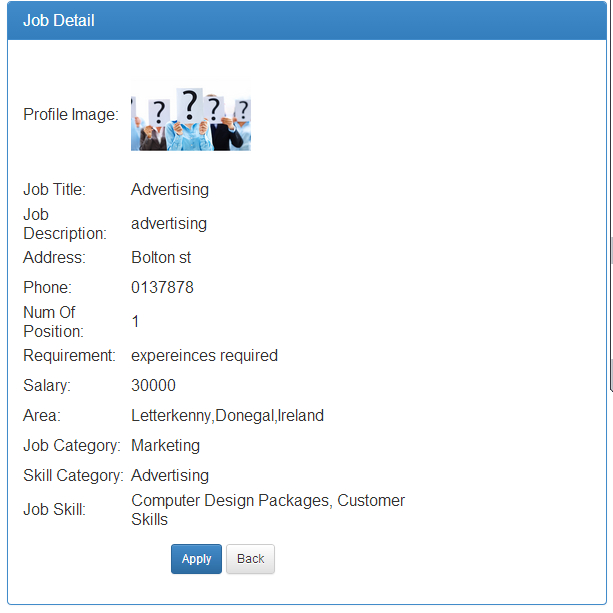 Job Detail
Profile Image:
? ? ? ?
Job Title: Advertising
Job
Description: advertising
Address: Bolton st
Phone: 0137878
Num Of
Position: 1
Requirement: expereinces required
Salary: 30000
Area: Letterkenny,Donegal,Ireland
Job Category: Marketing
Skill Category: Advertising
Job Skill: Computer Design Packages, Customer
Skills
Apply Back